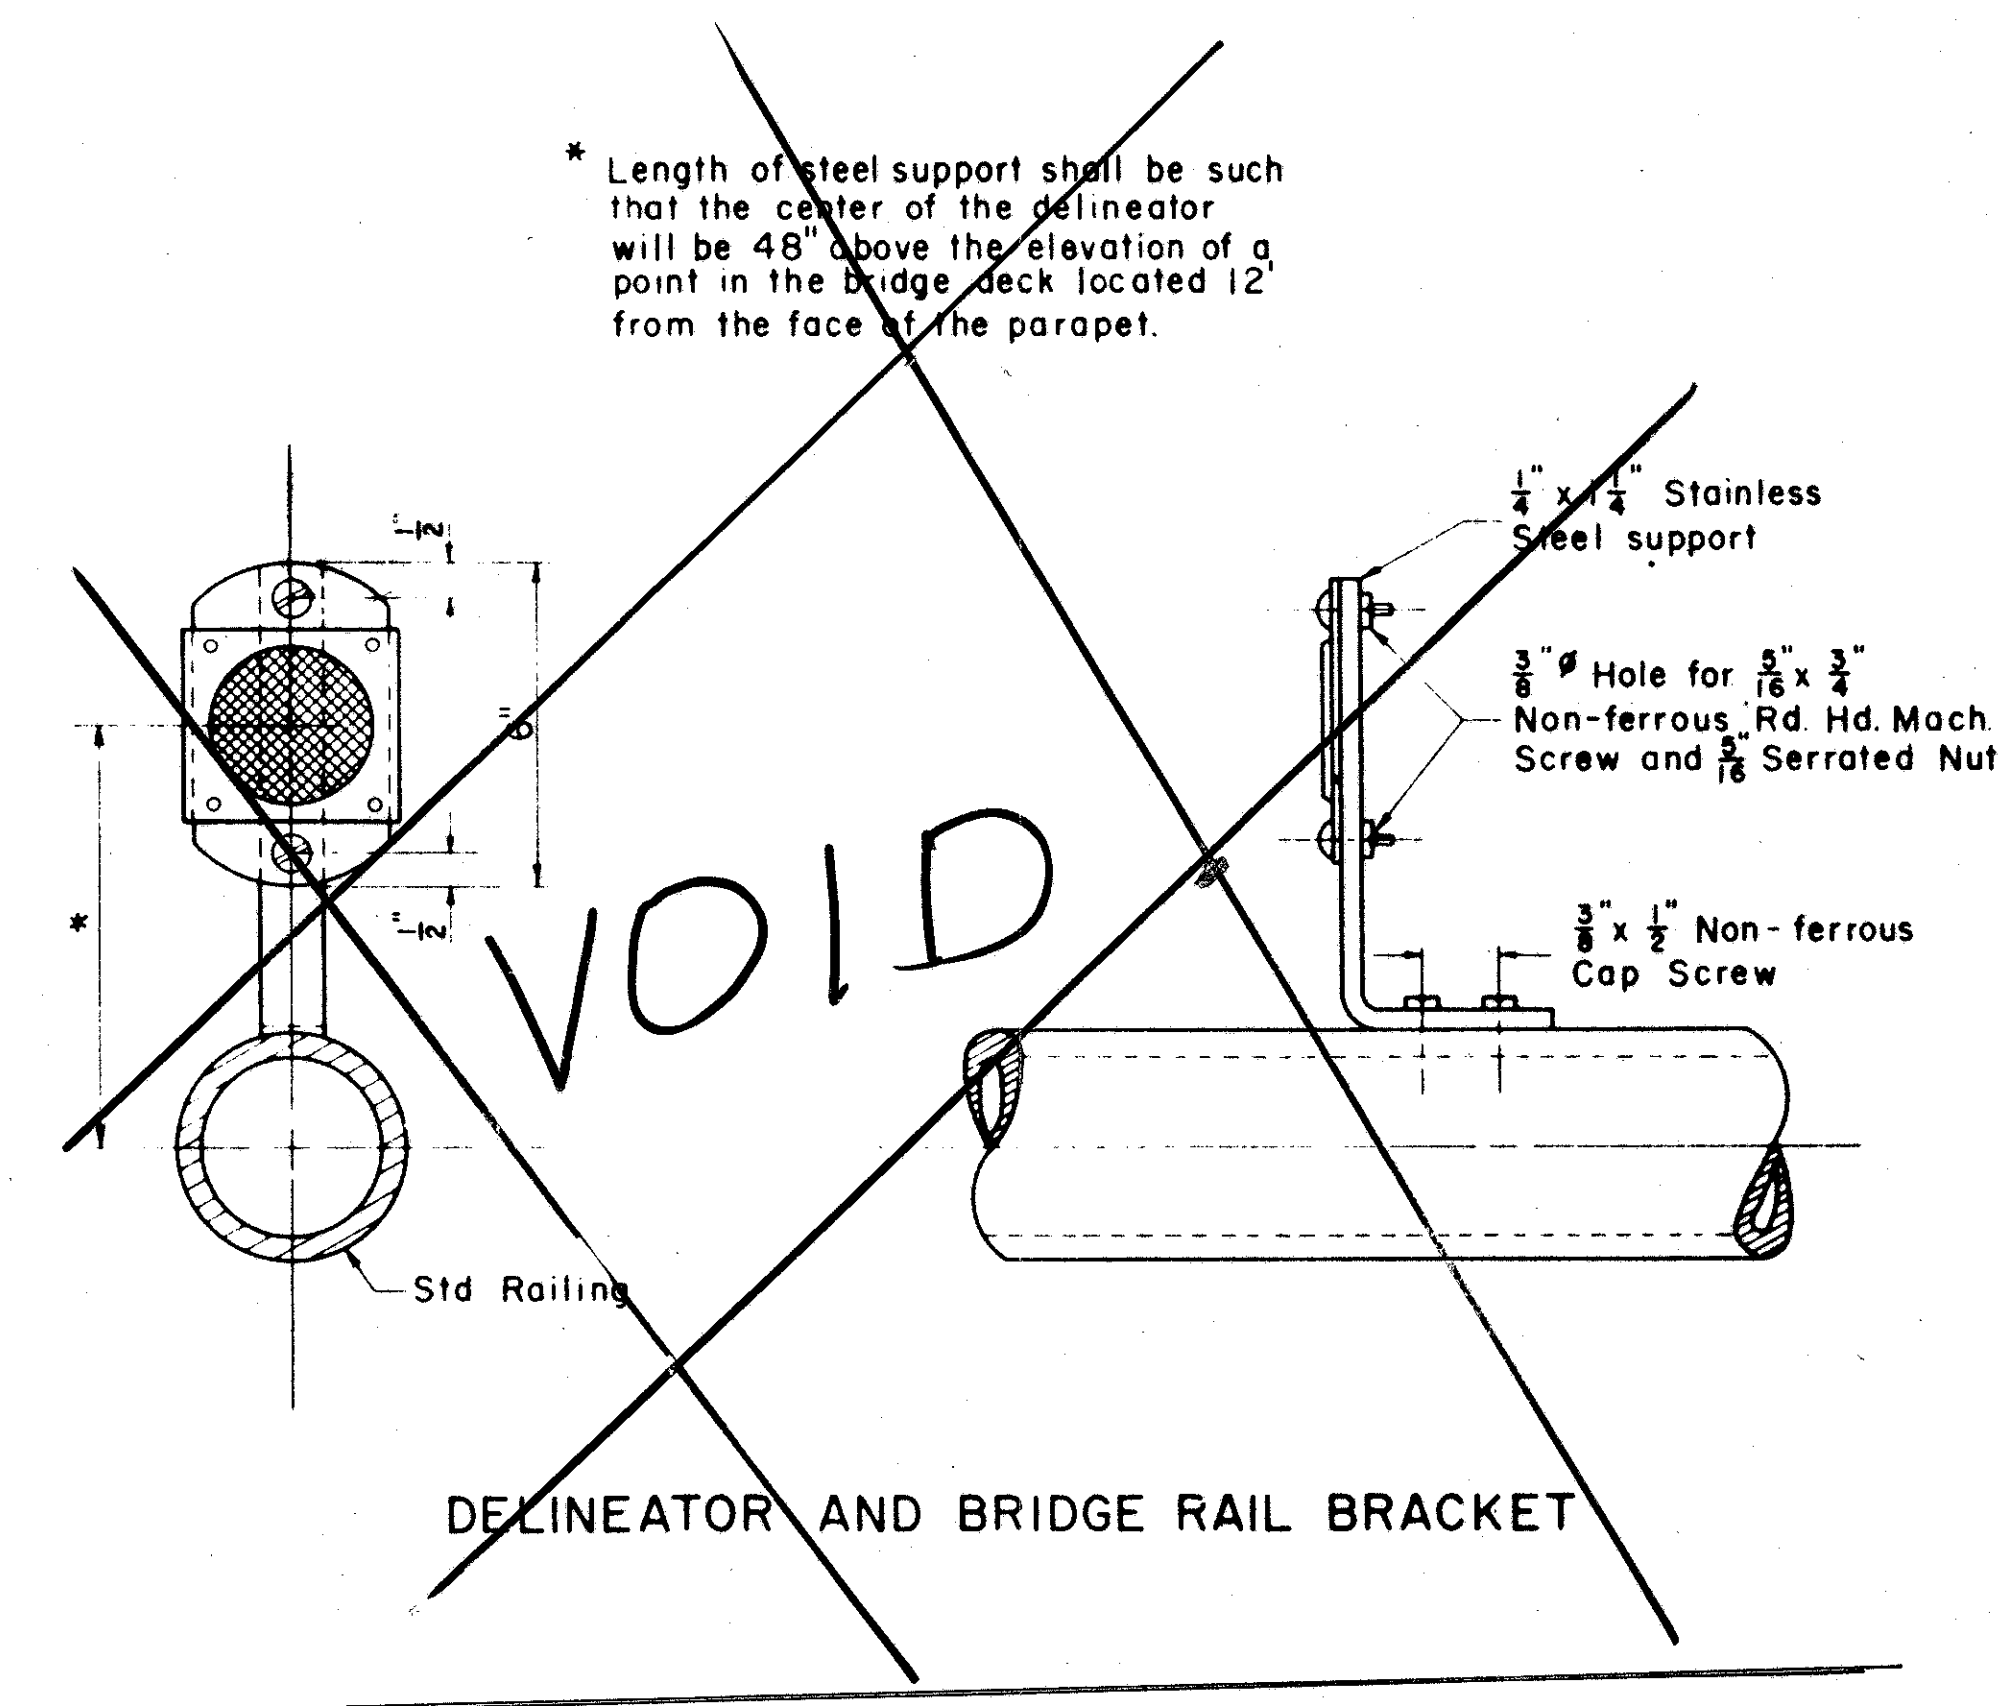 * Length of steel support shall be such
that the center of the delineator
will be 48" above the elevation of a
point in the bridge deck located 12'
from the face of the parapet.
1/4" x 1 1/4" Stainless
Steel support
1/2"
3/8" ø Hole for 5/16" x 3/4"
Non-ferrous Rd. Hd. Mach.
Screw and 5/16" Serrated Nut
6"
*
1/2"
VOID
3/8" x 1/2" Non-ferrous
Cap Screw
Std Railing
DELINEATOR AND BRIDGE RAIL BRACKET